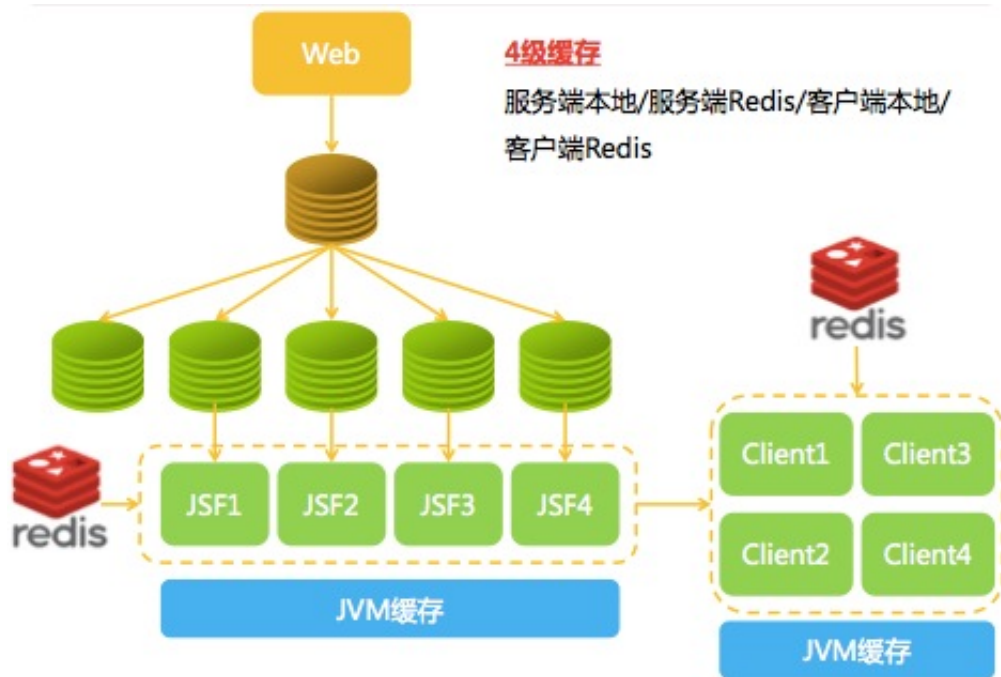 Web
4级缓存
服务端本地/服务端Redis/客户端本地/
客户端Redis
redis
Client1
Client3
redis
JSF1
JSF2
JSF3
JSF4
Client2
Client4
JVM缓存
JVM缓存